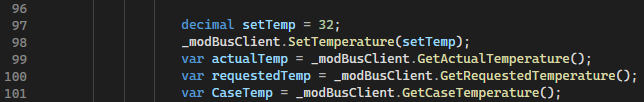 96
97 decimal setTemp = 32;
98 _modBusClient.SetTemperature(setTemp);
99 var actualTemp = _modBusClient.GetActualTemperature();
100 var requestedTemp = _modBusClient.GetRequestedTemperature();
101 var CaseTemp = _modBusClient.GetCaseTemperature();